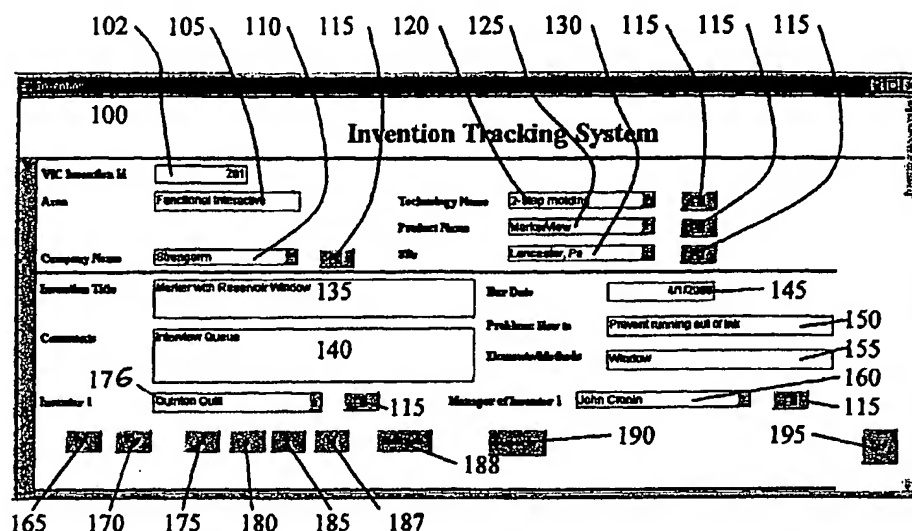 102 105 110 115 120 125 130 115 115 115
Invention
100
Invention Tracking System
VIC Invention Id 281
Area Functional Interactive Technology Name 2-Step molding
Product Name MarkerView
Company Name Strongarm Site Lancaster, Pa
Invention Title Marker with Reservoir Window 135 Bar Date 145
Problem: How to Prevent running out of ink 150
Comments Interview Queue 140 Elements/Methods Window 155
176 160
Inventor 1 Quinton Quill 115 Manager of Inventor 1 John Cronin 115
188 190 195
165 170 175 180 185 187